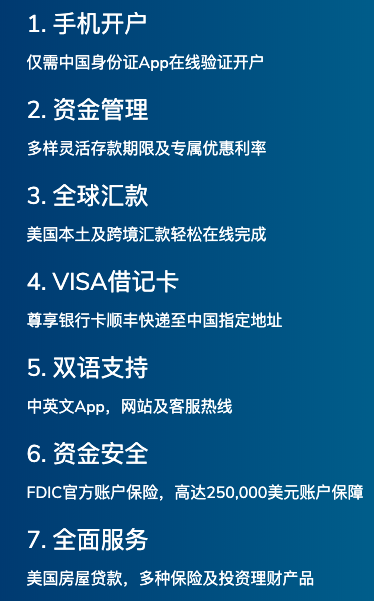 1. 手机开户
仅需中国身份证App在线验证开户
2. 资金管理
多样灵活存款期限及专属优惠利率
3. 全球汇款
美国本土及跨境汇款轻松在线完成
4. VISA借记卡
尊享银行卡顺丰快递至中国指定地址
5. 双语支持
中英文App，网站及客服热线
6. 资金安全
FDIC官方账户保险，高达250,000美元账户保障
7. 全面服务
美国房屋贷款，多种保险及投资理财产品